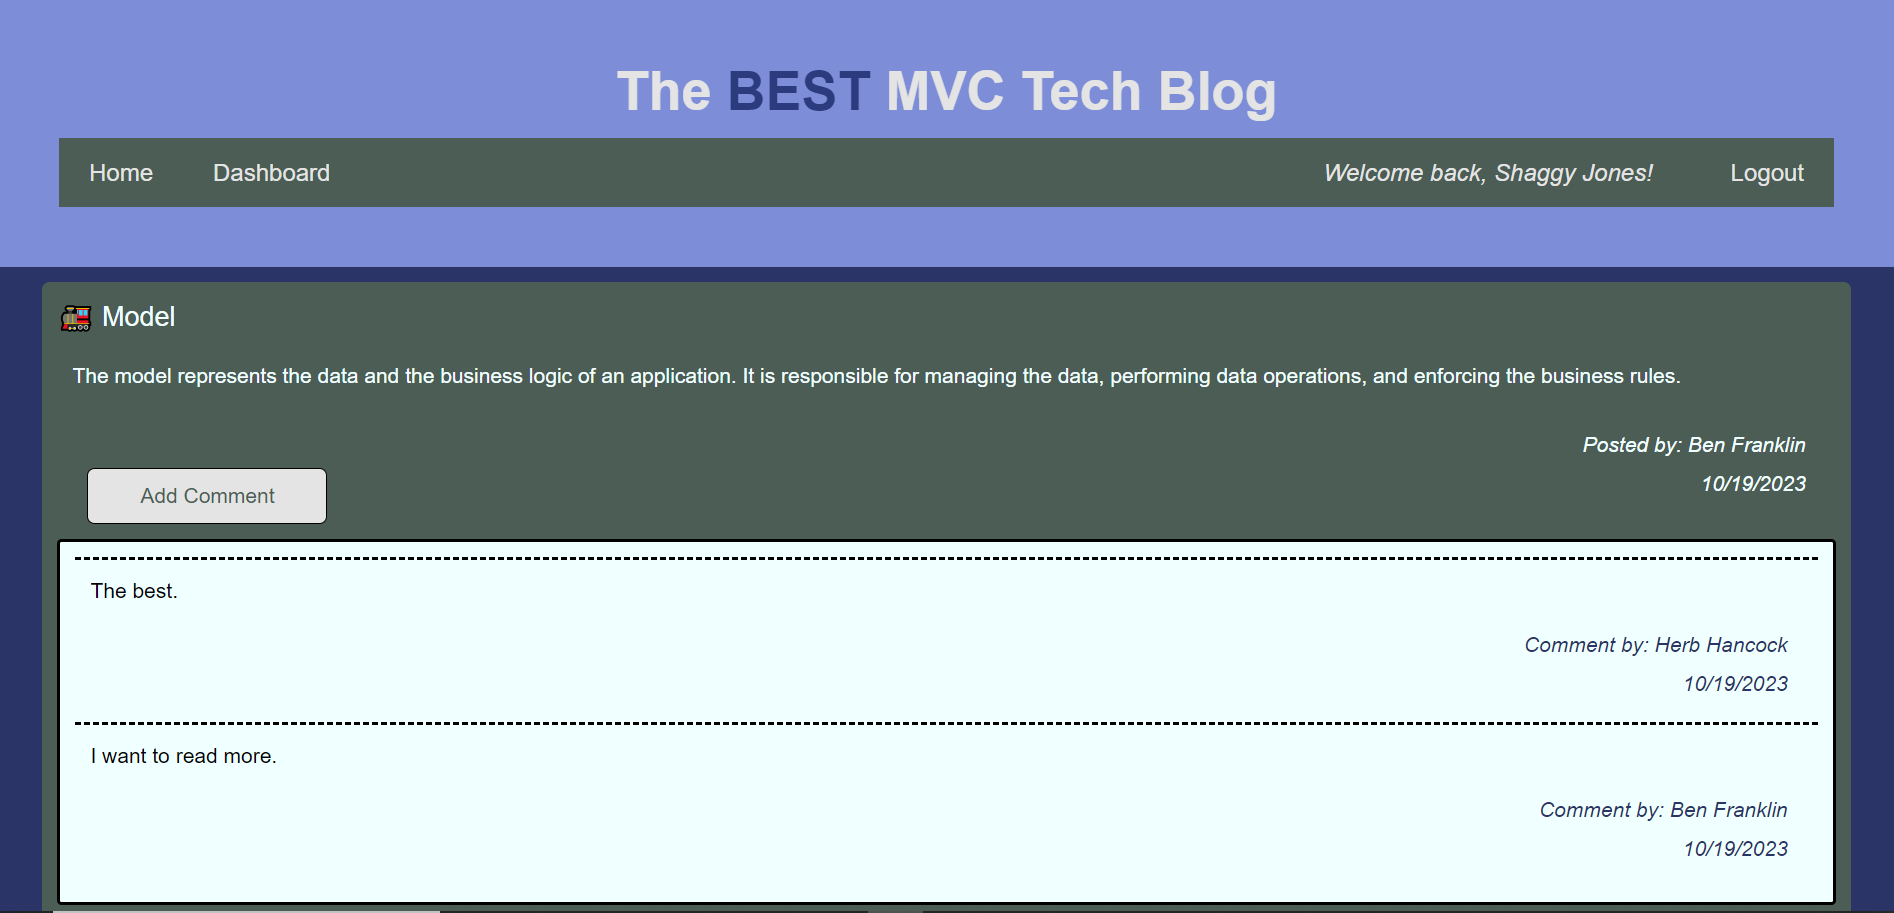 The BEST MVC Tech Blog
Home Dashboard Welcome back, Shaggy Jones! Logout
Model
The model represents the data and the business logic of an application. It is responsible for managing the data, performing data operations, and enforcing the business rules.
Posted by: Ben Franklin
10/19/2023
Add Comment
The best.
Comment by: Herb Hancock
10/19/2023
I want to read more.
Comment by: Ben Franklin
10/19/2023